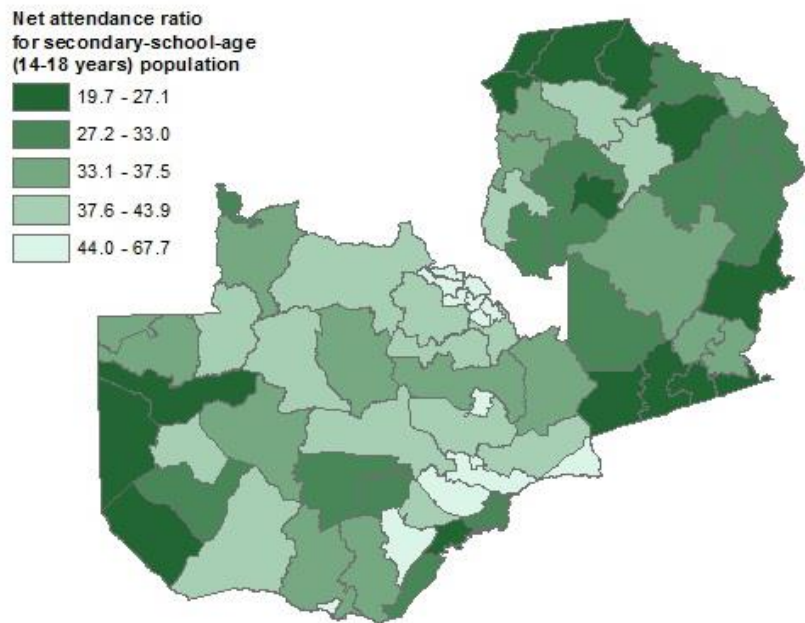 Net attendance ratio
for secondary-school-age
(14-18 years) population
19.7 - 27.1
27.2 - 33.0
33.1 - 37.5
37.6 - 43.9
44.0 - 67.7